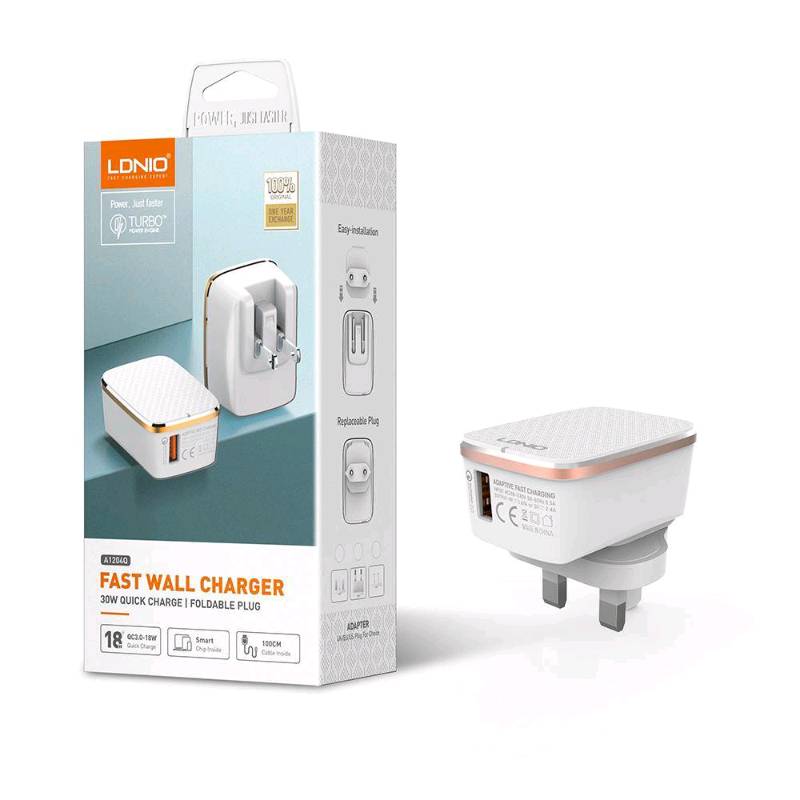 POWER, JUST FASTER
LDNIO®
FAST CHARGING EXPERT
Power, Just faster
TURBO™
POWER ENGINE
100%
ORIGINAL
ONE YEAR
EXCHANGE
Easy-installation
Replaceable Plug
A1204Q
FAST WALL CHARGER
30W QUICK CHARGE | FOLDABLE PLUG
18W
QC3.0-18W
Quick Charge
Smart
Chip Inside
100CM
Cable Inside
ADAPTER
LDNIO
ADAPTIVE FAST CHARGING
CE
MADE IN CHINA